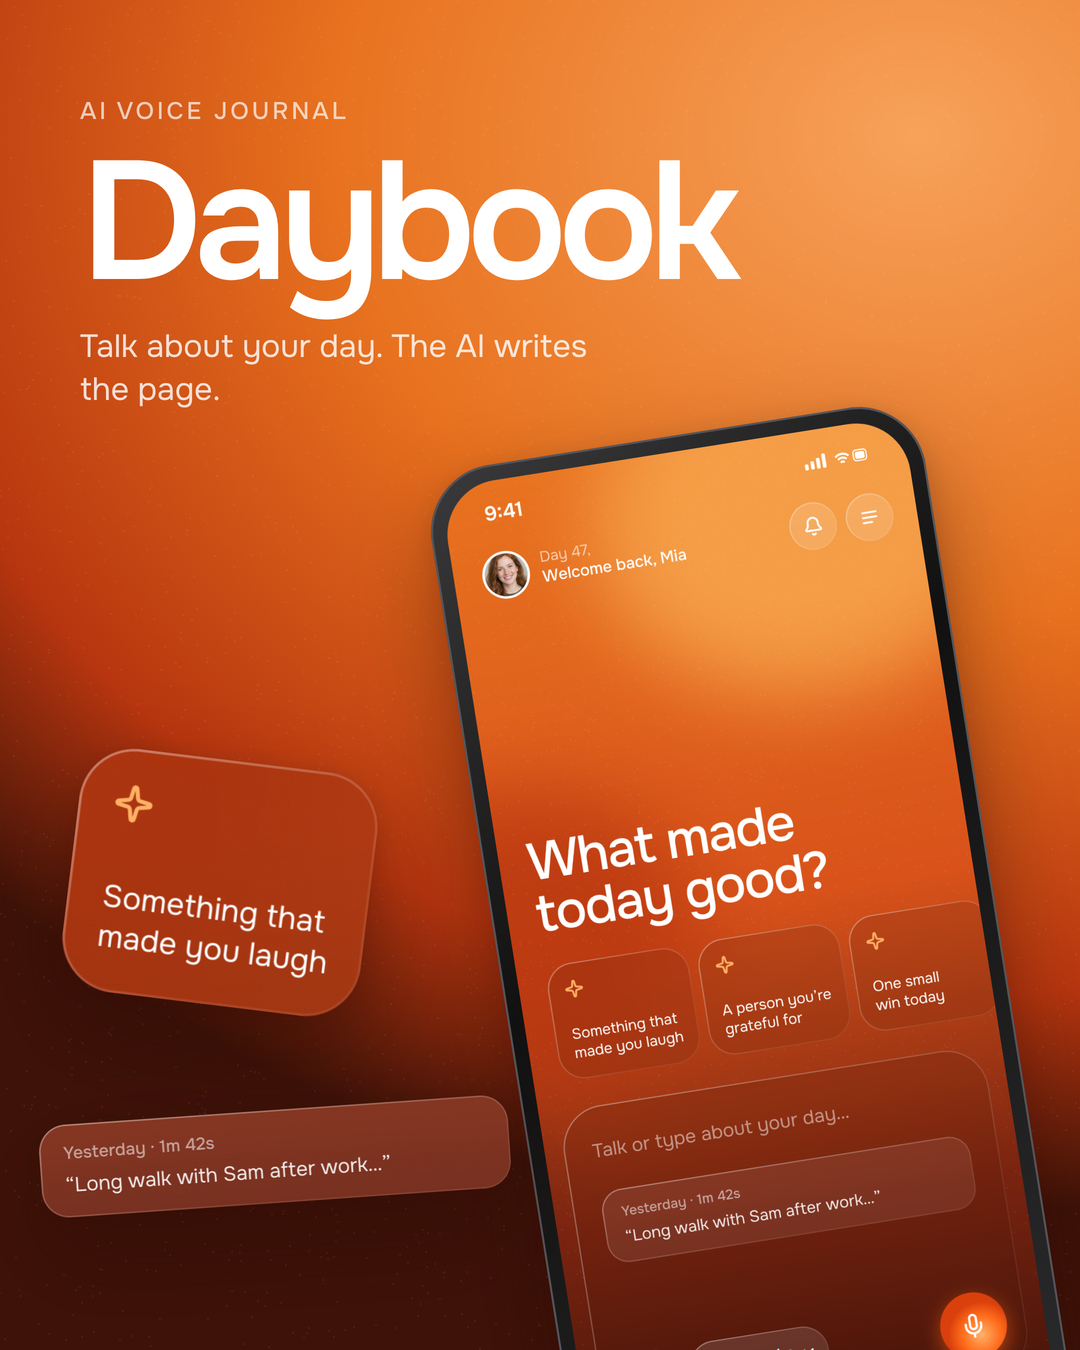 AI VOICE JOURNAL
Daybook
Talk about your day. The AI writes
the page.
9:41
Day 47,
Welcome back, Mia
What made
today good?
Something that
made you laugh
A person you’re
grateful for
One small
win today
Talk or type about your day...
Yesterday · 1m 42s
“Long walk with Sam after work...”
Something that
made you laugh
Yesterday · 1m 42s
“Long walk with Sam after work...”